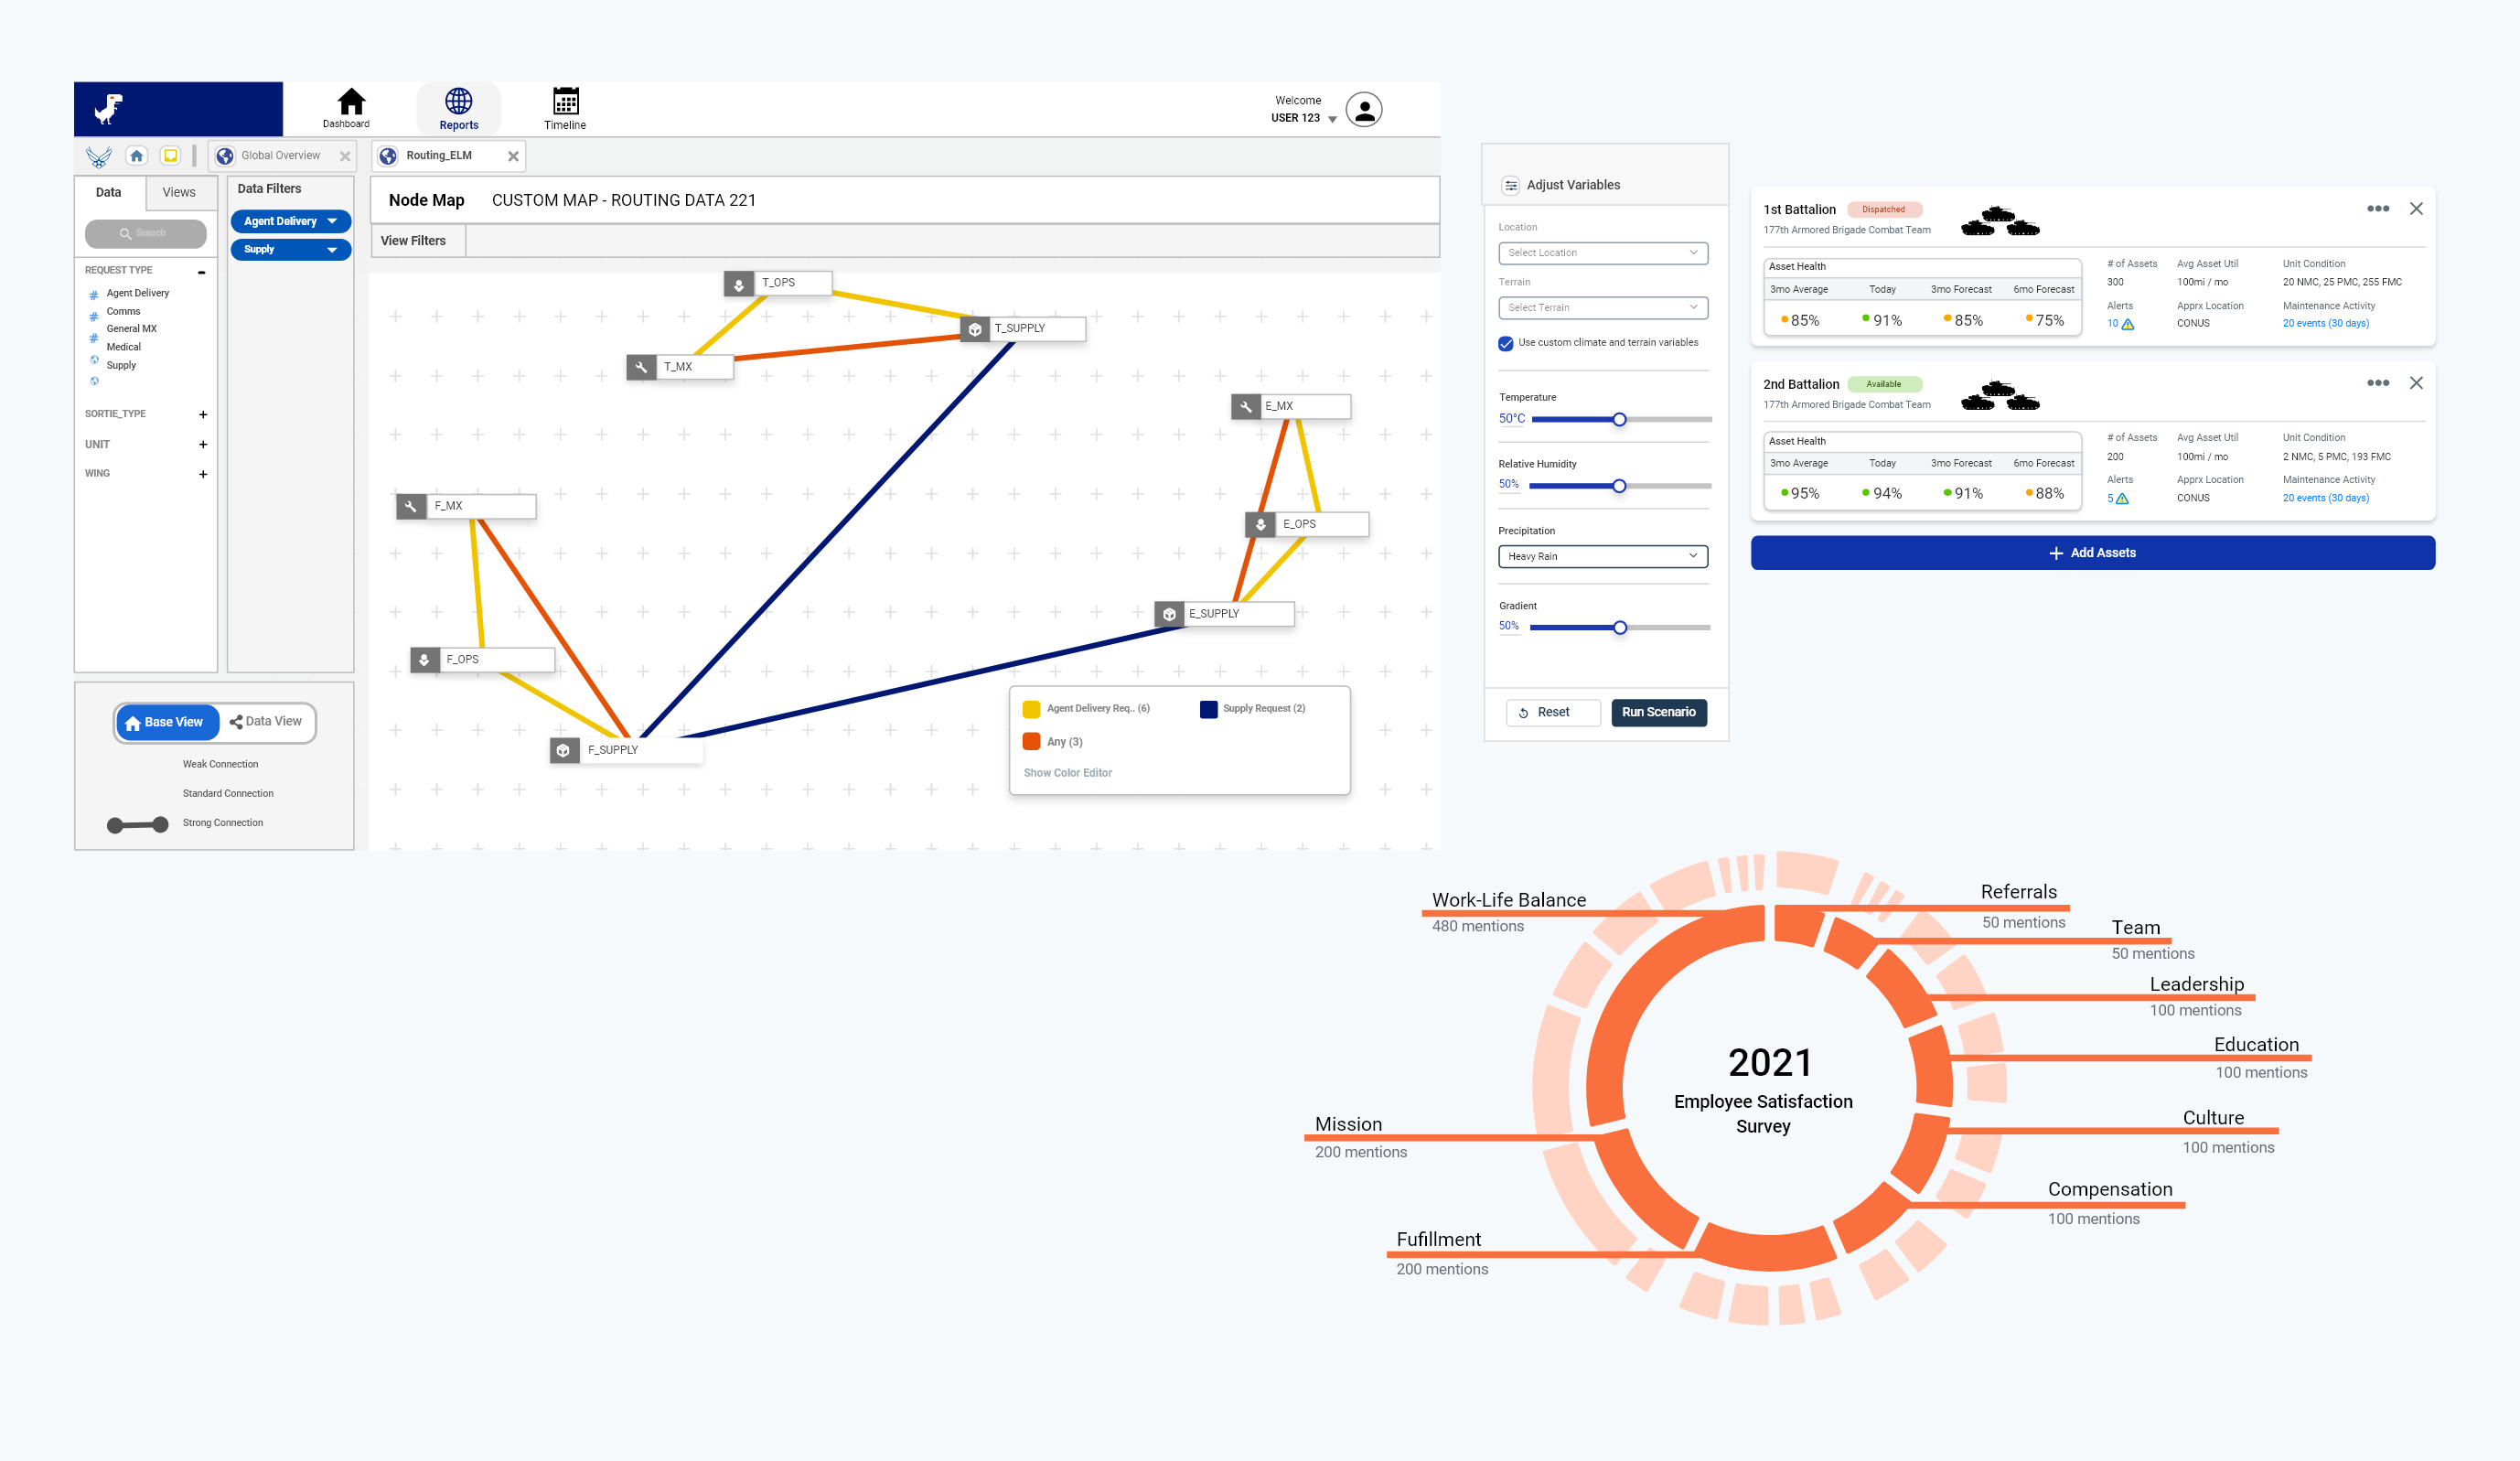 Dashboard
Reports
Timeline
Welcome
USER 123
Global Overview
Routing_ELM
Data
Views
Search
REQUEST TYPE
Agent Delivery
Comms
General MX
Medical
Supply
SORTIE_TYPE
UNIT
WING
Data Filters
Agent Delivery
Supply
Base View
Data View
Weak Connection
Standard Connection
Strong Connection
Node Map CUSTOM MAP - ROUTING DATA 221
View Filters
T_OPS
T_SUPPLY
T_MX
E_MX
F_MX
E_OPS
E_SUPPLY
F_OPS
F_SUPPLY
Agent Delivery Req.. (6)
Supply Request (2)
Any (3)
Show Color Editor
Adjust Variables
Location
Select Location
Terrain
Select Terrain
Use custom climate and terrain variables
Temperature
50°C
Relative Humidity
50%
Precipitation
Heavy Rain
Gradient
50%
Reset
Run Scenario
1st Battalion Dispatched
177th Armored Brigade Combat Team
Asset Health
3mo Average Today 3mo Forecast 6mo Forecast
85% 91% 85% 75%
# of Assets Avg Asset Util Unit Condition
300 100mi / mo 20 NMC, 25 PMC, 255 FMC
Alerts Apprx Location Maintenance Activity
10 CONUS 20 events (30 days)
2nd Battalion Available
177th Armored Brigade Combat Team
Asset Health
3mo Average Today 3mo Forecast 6mo Forecast
95% 94% 91% 88%
# of Assets Avg Asset Util Unit Condition
200 100mi / mo 2 NMC, 5 PMC, 193 FMC
Alerts Apprx Location Maintenance Activity
5 CONUS 20 events (30 days)
+ Add Assets
Work-Life Balance
480 mentions
Referrals
50 mentions
Team
50 mentions
Leadership
100 mentions
Education
100 mentions
Culture
100 mentions
Compensation
100 mentions
Mission
200 mentions
Fufillment
200 mentions
2021
Employee Satisfaction
Survey